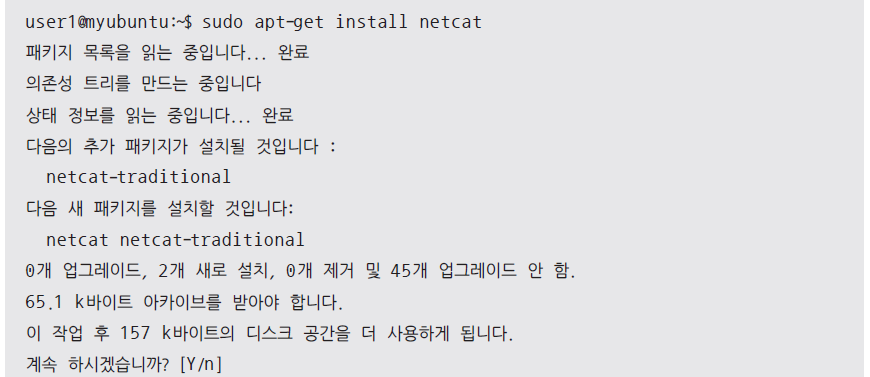 user1@myubuntu:~$ sudo apt-get install netcat
패키지 목록을 읽는 중입니다... 완료
의존성 트리를 만드는 중입니다
상태 정보를 읽는 중입니다... 완료
다음의 추가 패키지가 설치될 것입니다 :
netcat-traditional
다음 새 패키지를 설치할 것입니다:
netcat netcat-traditional
0개 업그레이드, 2개 새로 설치, 0개 제거 및 45개 업그레이드 안 함.
65.1 k바이트 아카이브를 받아야 합니다.
이 작업 후 157 k바이트의 디스크 공간을 더 사용하게 됩니다.
계속 하시겠습니까? [Y/n]